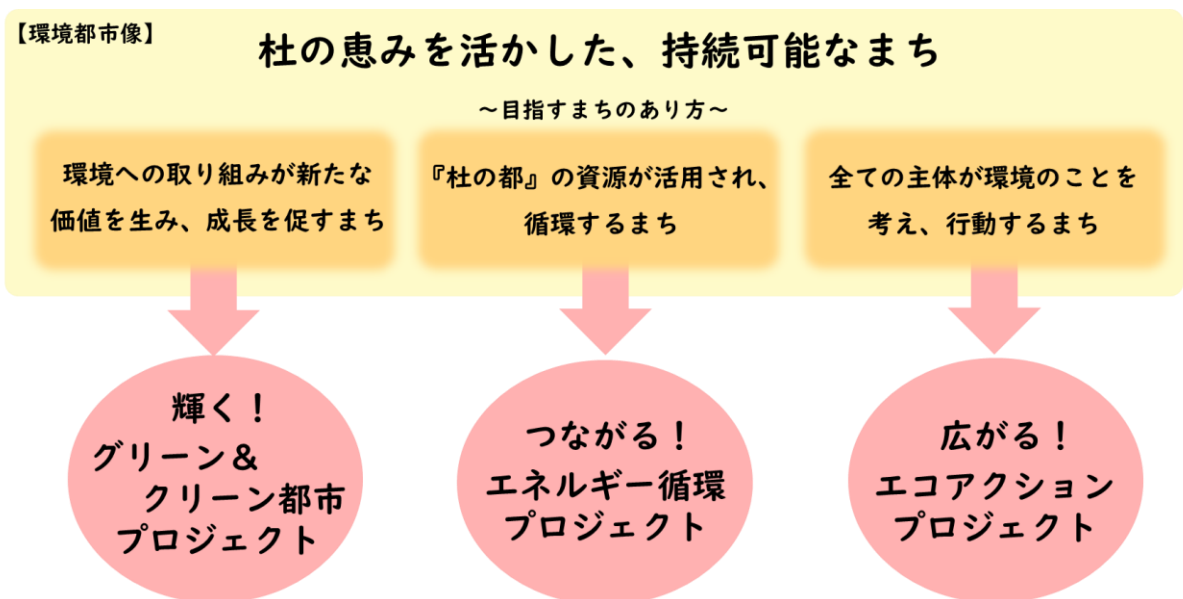 【環境都市像】
杜の恵みを活かした、持続可能なまち
～目指すまちのあり方～
環境への取り組みが新たな
価値を生み、成長を促すまち
『杜の都』の資源が活用され、
循環するまち
全ての主体が環境のことを
考え、行動するまち
輝く！
グリーン＆
クリーン都市
プロジェクト
つながる！
エネルギー循環
プロジェクト
広がる！
エコアクション
プロジェクト